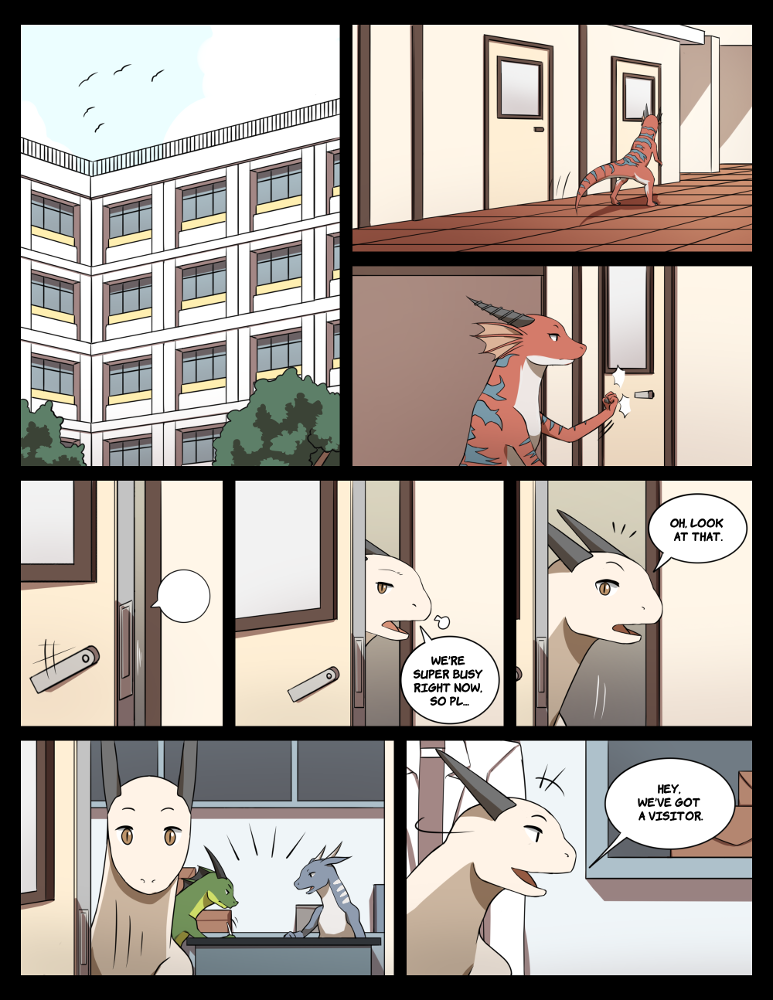 WE'RE
SUPER BUSY
RIGHT NOW.
SO PL...
OH, LOOK
AT THAT.
HEY.
WE'VE GOT
A VISITOR.